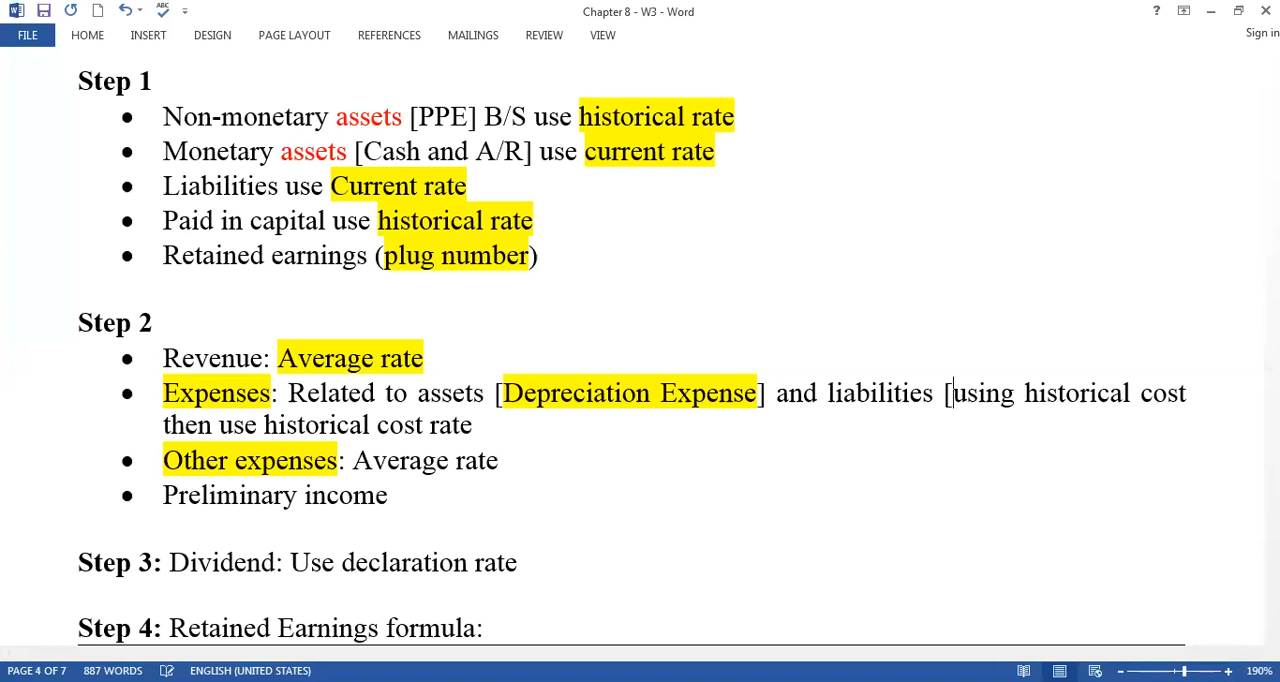 Chapter 8 - W3 - Word
ABC
?
Sign in
FILE HOME INSERT DESIGN PAGE LAYOUT REFERENCES MAILINGS REVIEW VIEW
Step 1
• Non-monetary assets [PPE] B/S use historical rate
• Monetary assets [Cash and A/R] use current rate
• Liabilities use Current rate
• Paid in capital use historical rate
• Retained earnings (plug number)
Step 2
• Revenue: Average rate
• Expenses: Related to assets [Depreciation Expense] and liabilities [using historical cost
then use historical cost rate
• Other expenses: Average rate
• Preliminary income
Step 3: Dividend: Use declaration rate
Step 4: Retained Earnings formula:
PAGE 4 OF 7 887 WORDS ENGLISH (UNITED STATES) 190%